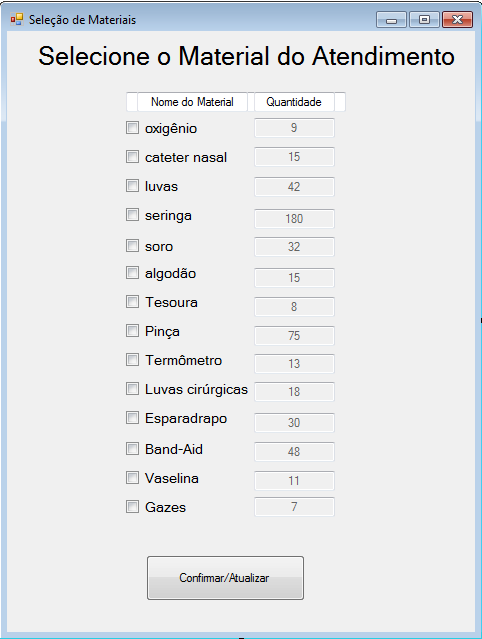 Seleção de Materiais
Selecione o Material do Atendimento
Nome do Material Quantidade
oxigênio 9
cateter nasal 15
luvas 42
seringa 180
soro 32
algodão 15
Tesoura 8
Pinça 75
Termômetro 13
Luvas cirúrgicas 18
Esparadrapo 30
Band-Aid 48
Vaselina 11
Gazes 7
Confirmar/Atualizar